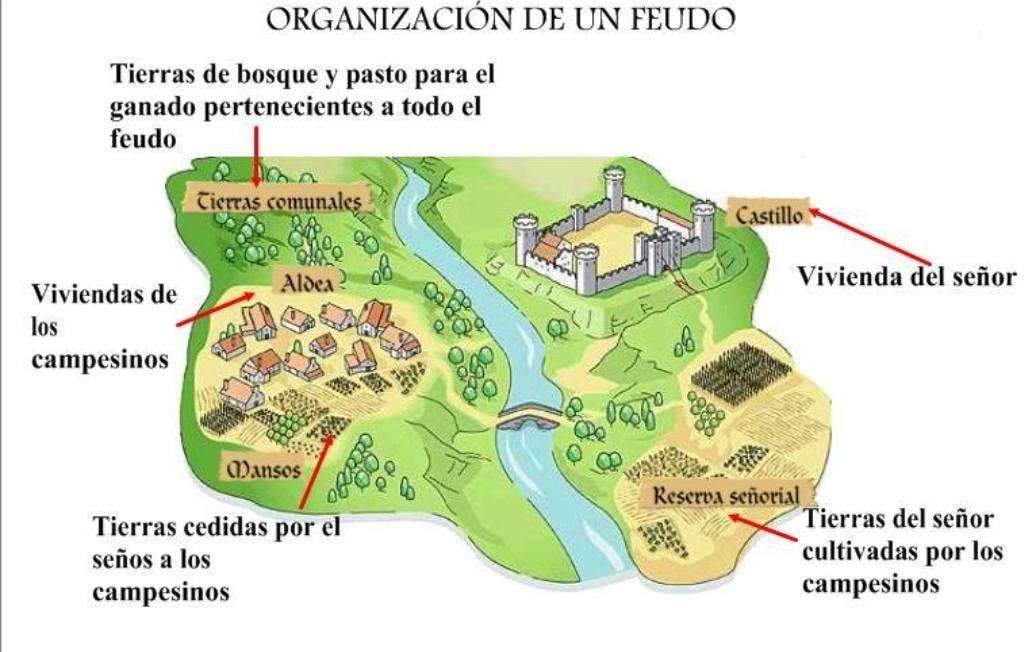 ORGANIZACIÓN DE UN FEUDO
Tierras de bosque y pasto para el
ganado pertenecientes a todo el
feudo
Tierras comunales
Castillo
Vivienda del señor
Aldea
Viviendas de
los
campesinos
Mansos
Tierras cedidas por el
seños a los
campesinos
Reserva señorial
Tierras del señor
cultivadas por los
campesinos